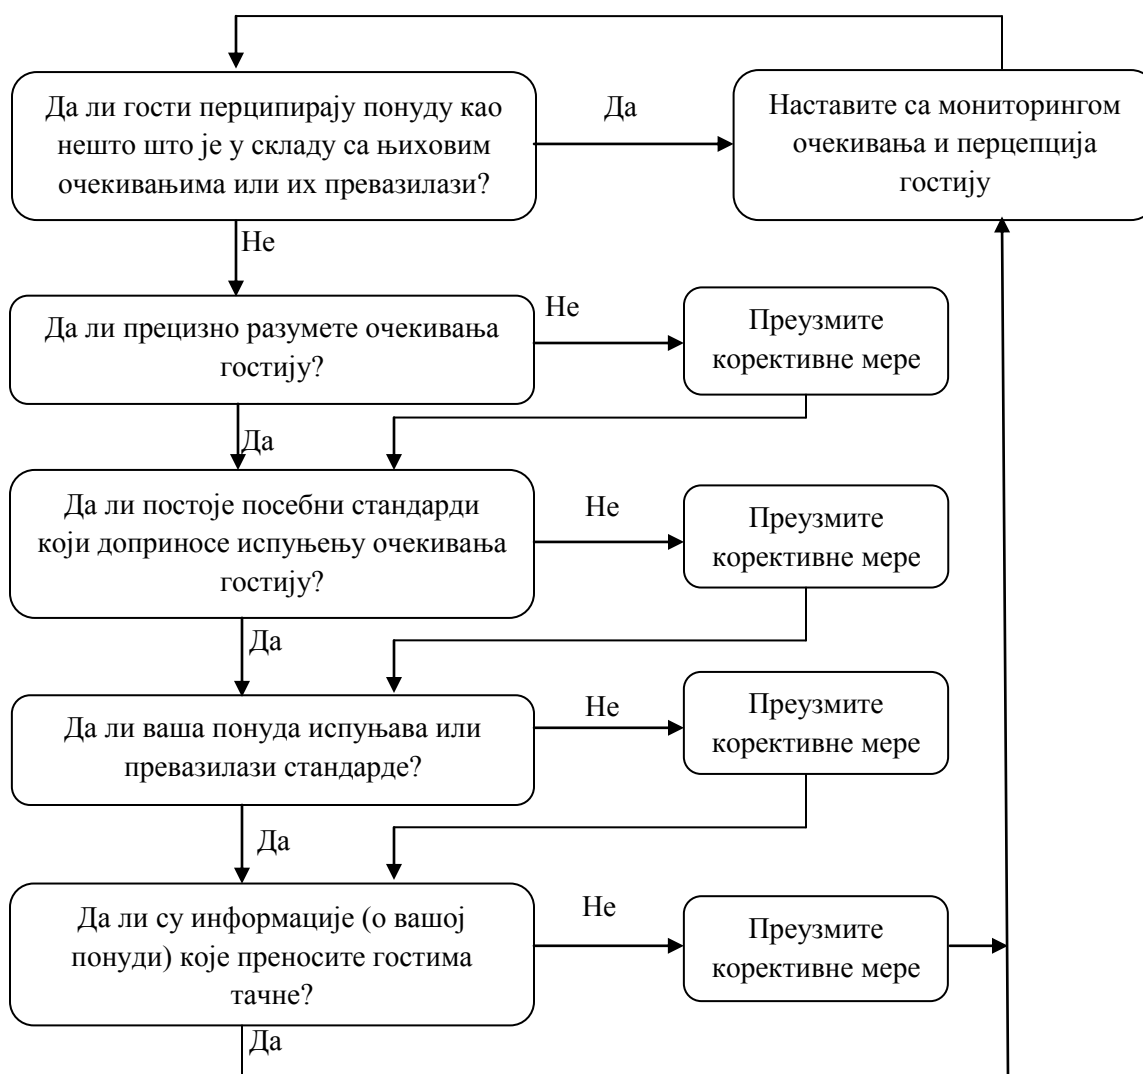 Да ли гости перципирају понуду као
нешто што је у складу са њиховим
очекивањима или их превазилази?
Да
Наставите са мониторингом
очекивања и перцепција
гостију
Не
Да ли прецизно разумете очекивања
гостију?
Не
Преузмите
корективне мере
Да
Да ли постоје посебни стандарди
који доприносе испуњењу очекивања
гостију?
Не
Преузмите
корективне мере
Да
Да ли ваша понуда испуњава или
превазилази стандарде?
Не
Преузмите
корективне мере
Да
Да ли су информације (о вашој
понуди) које преносите гостима
тачне?
Не
Преузмите
корективне мере
Да